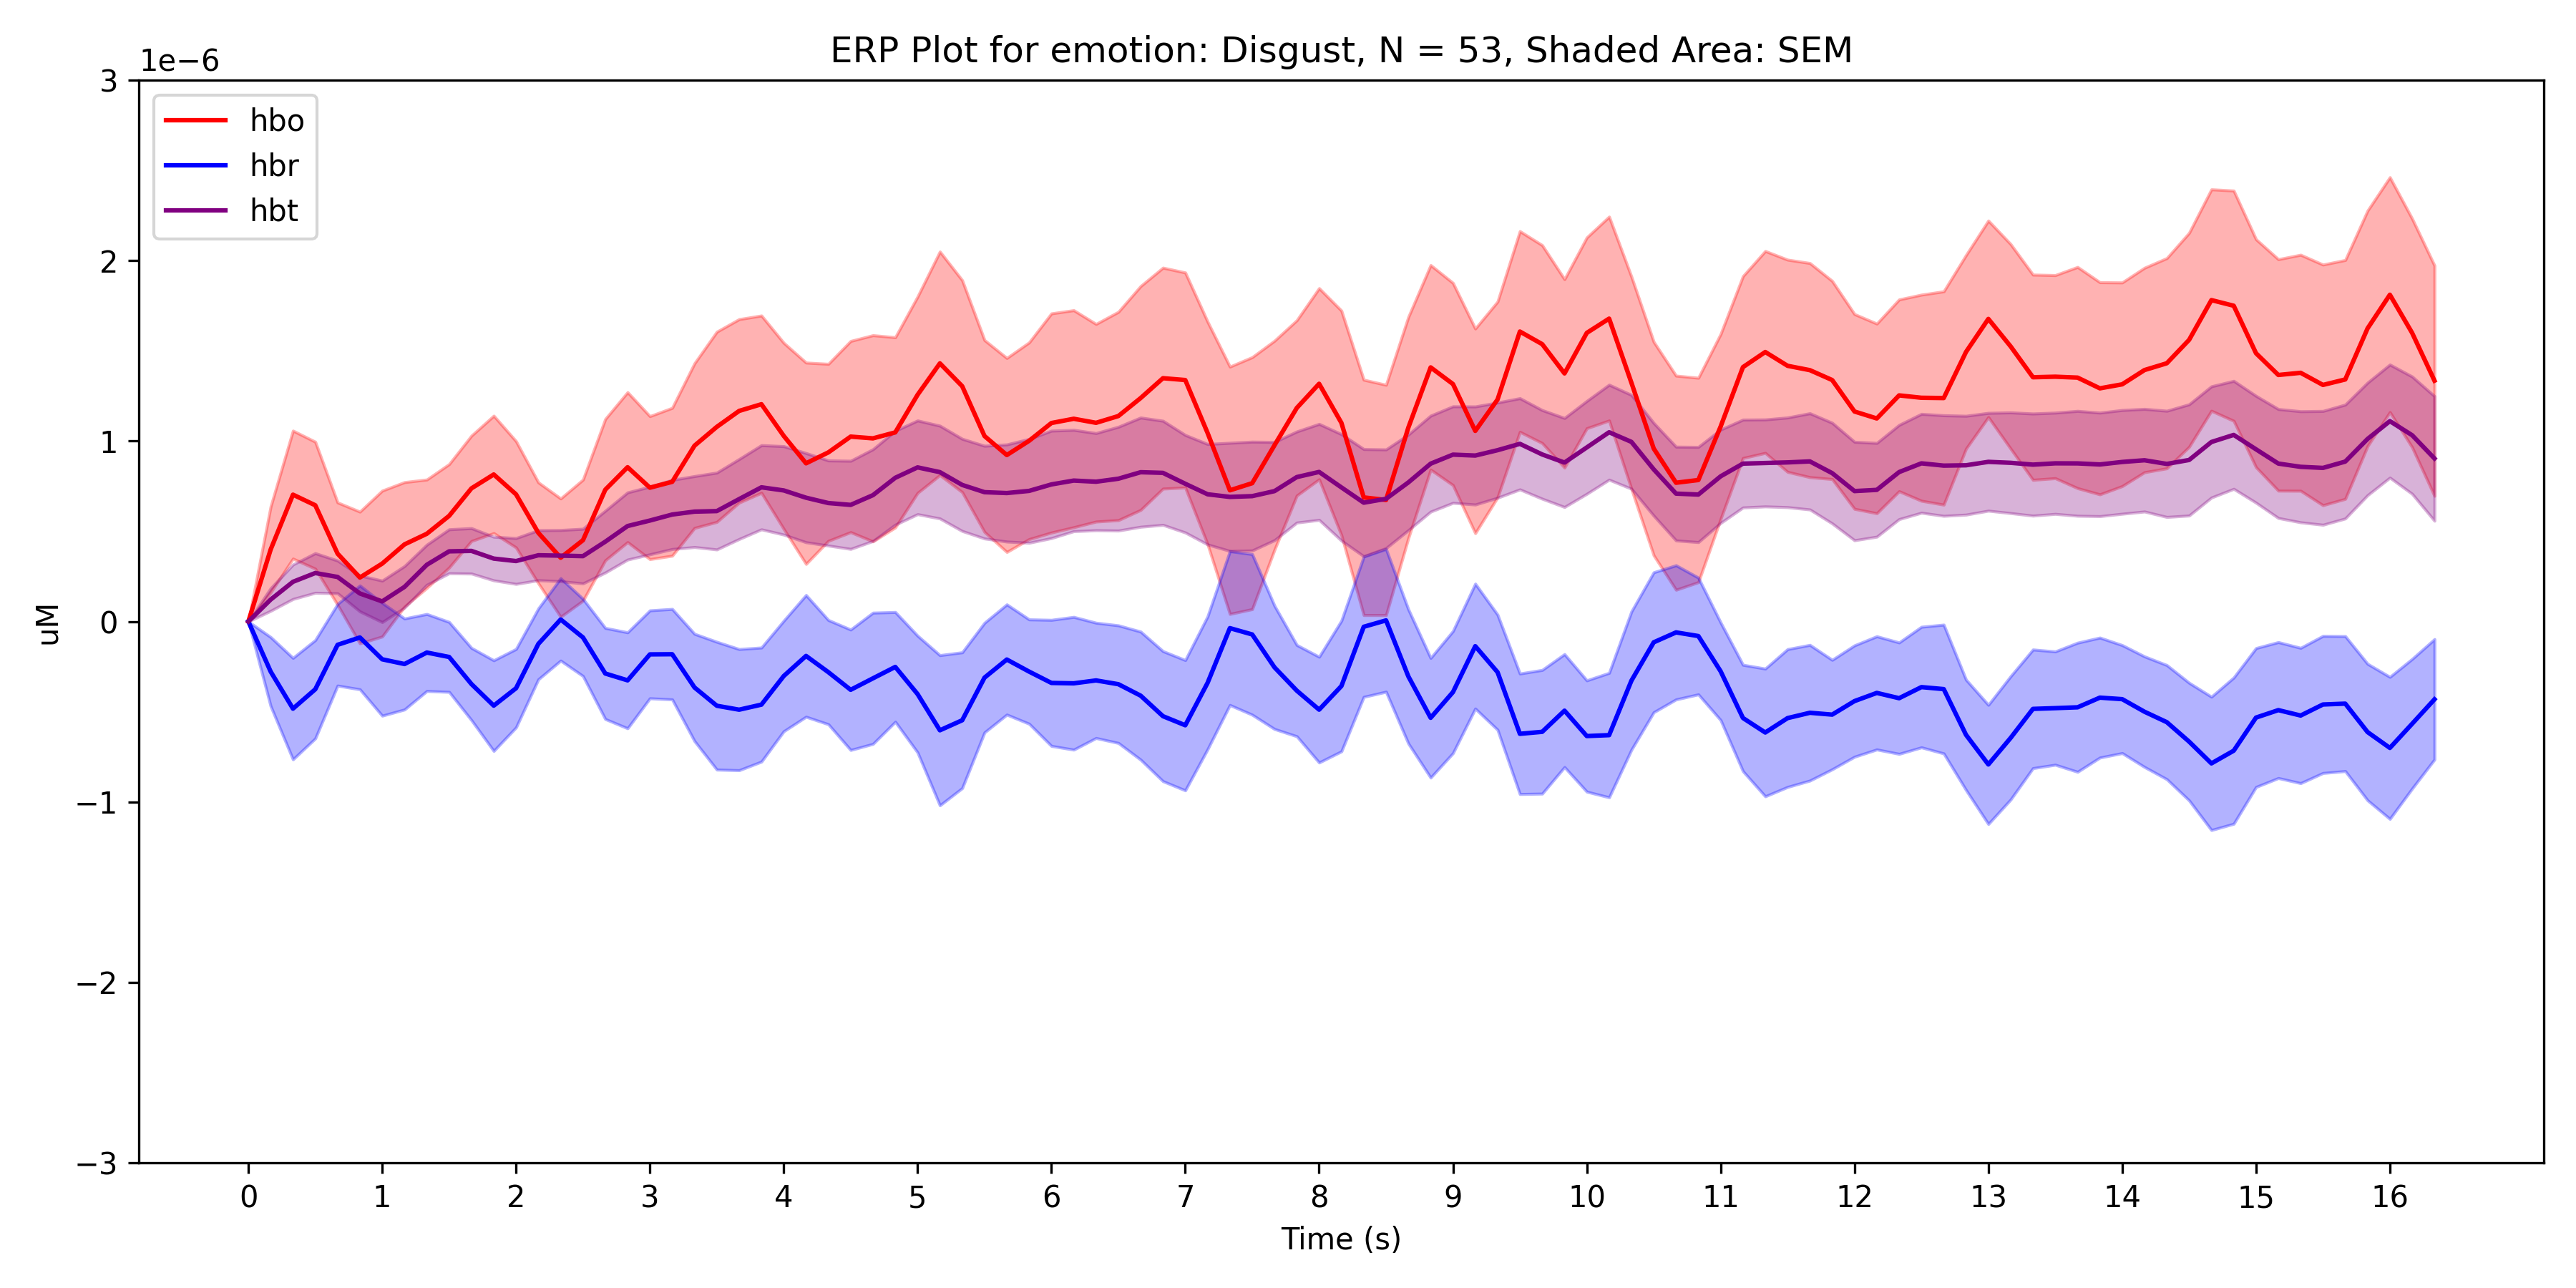 ERP Plot for emotion: Disgust, N = 53, Shaded Area: SEM
1e−6
3
2
1
0
−1
−2
−3
uM
hbo
hbr
hbt
0 1 2 3 4 5 6 7 8 9 10 11 12 13 14 15 16
Time (s)